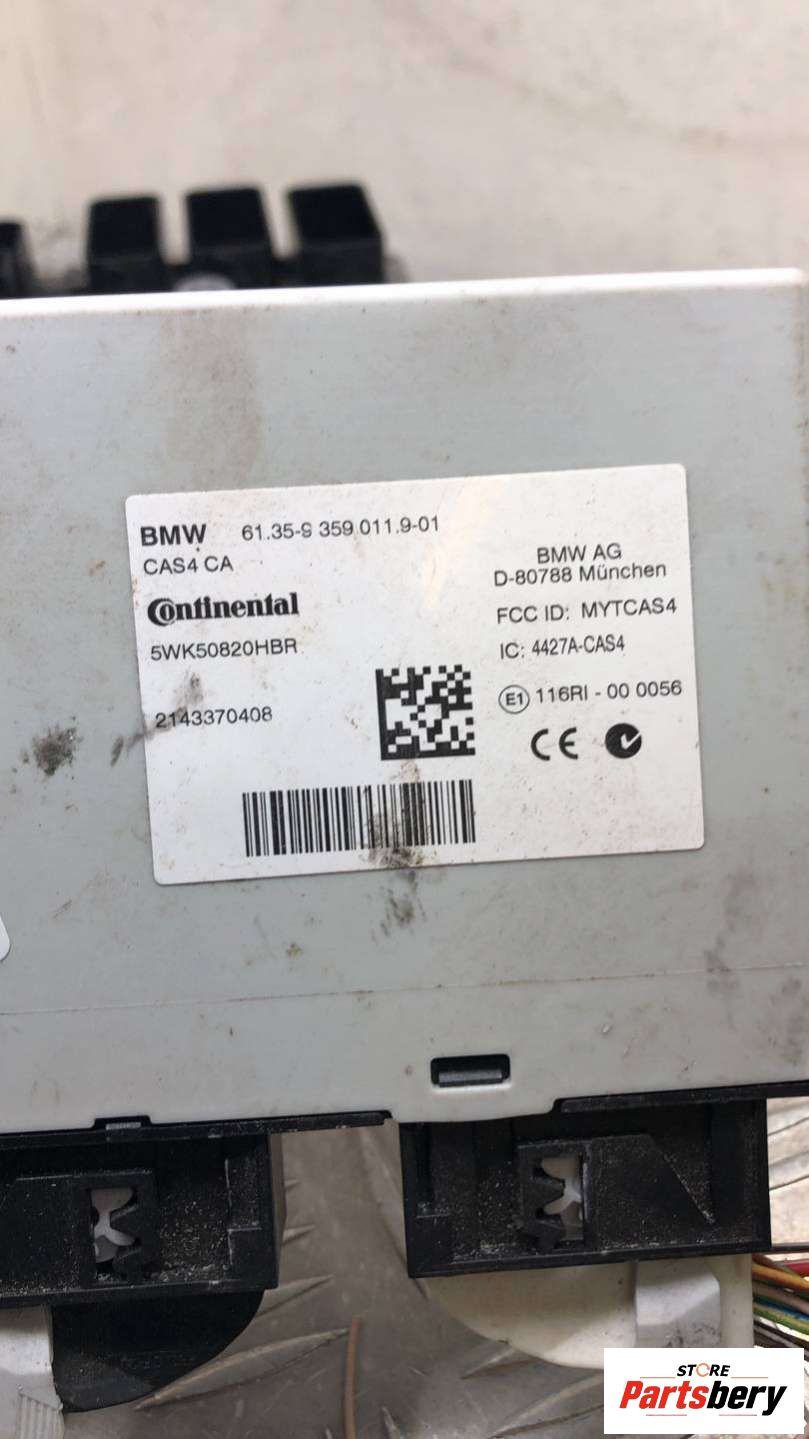 BMW 61.35-9 359 011.9-01
CAS4 CA
Continental
5WK50820HBR
2143370408
BMW AG
D-80788 München
FCC ID: MYTCAS4
IC: 4427A-CAS4
E1 116RI - 00 0056
CE
STORE
Partsbery